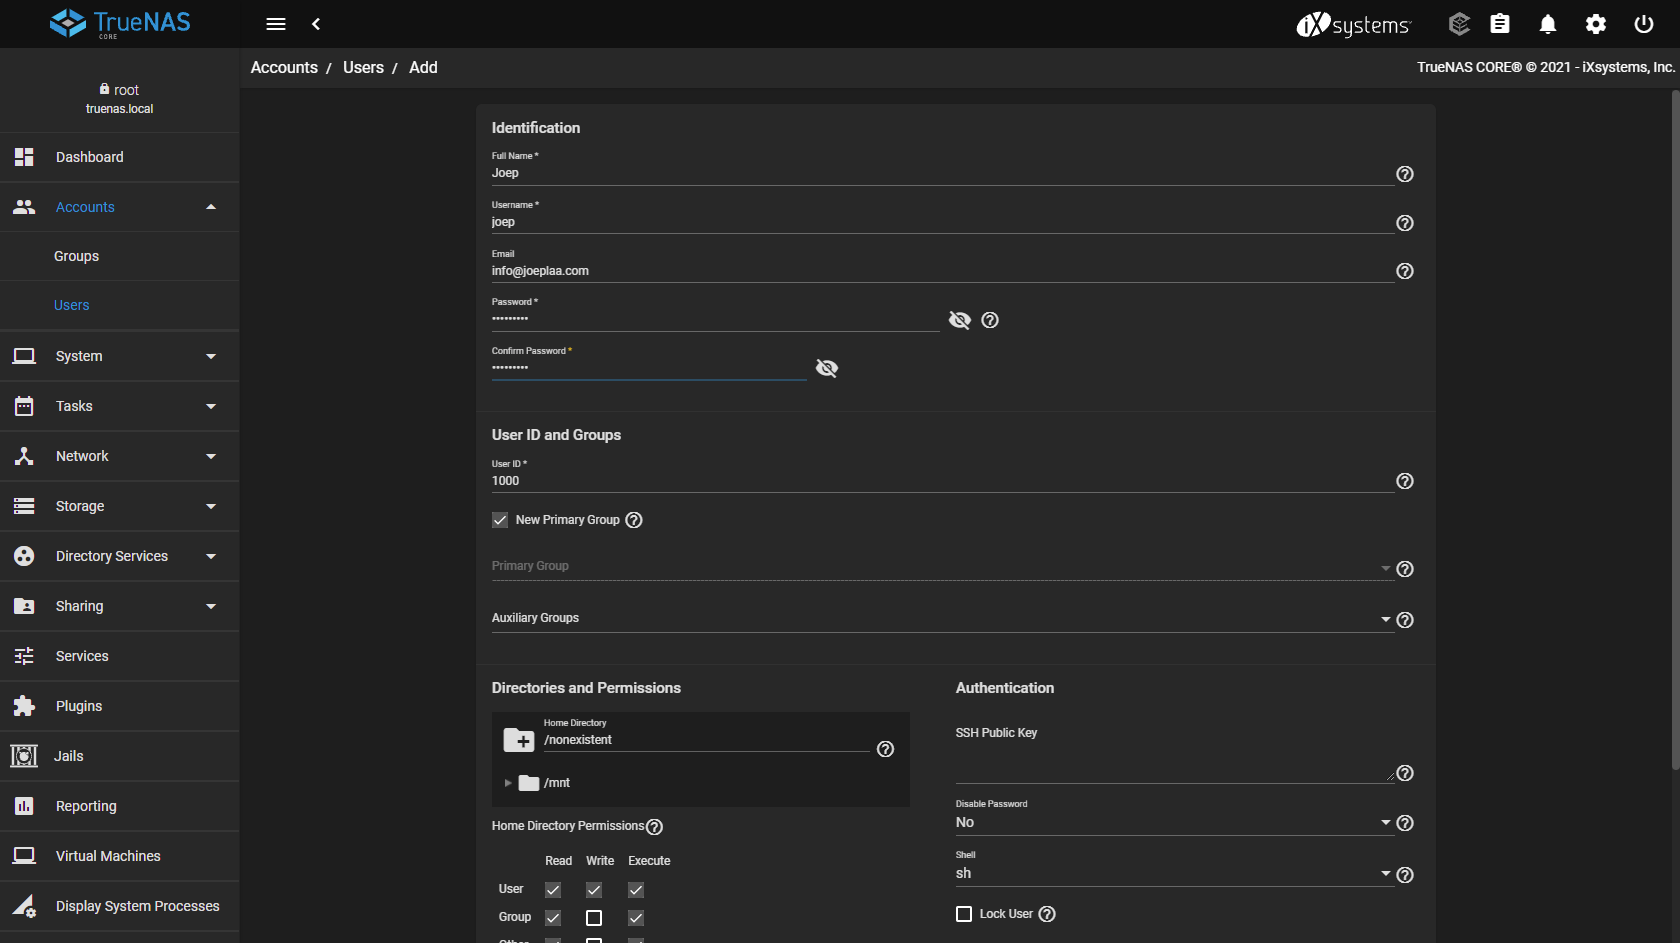 TrueNAS
CORE
iXsystems
Accounts / Users / Add
TrueNAS CORE® © 2021 - iXsystems, Inc.
root
truenas.local
Dashboard
Accounts
Groups
Users
System
Tasks
Network
Storage
Directory Services
Sharing
Services
Plugins
Jails
Reporting
Virtual Machines
Display System Processes
Identification
Full Name *
Joep
Username *
joep
Email
info@joeplaa.com
Password *
•••••••••
Confirm Password *
•••••••••
User ID and Groups
User ID *
1000
New Primary Group
Primary Group
Auxiliary Groups
Directories and Permissions
Home Directory
/nonexistent
/mnt
Home Directory Permissions
Read Write Execute
User
Group
Other
Authentication
SSH Public Key
Disable Password
No
Shell
sh
Lock User